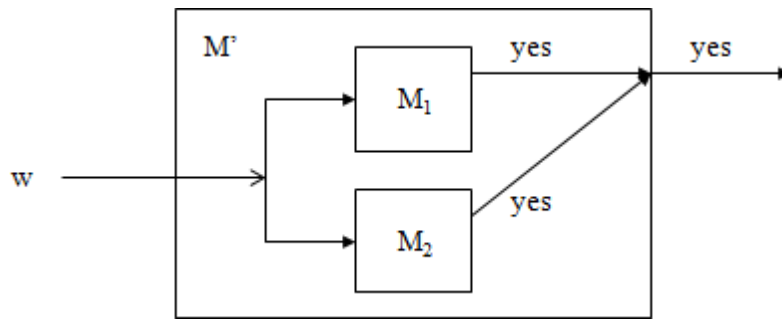 M’ yes yes
M₁
w
yes
M₂